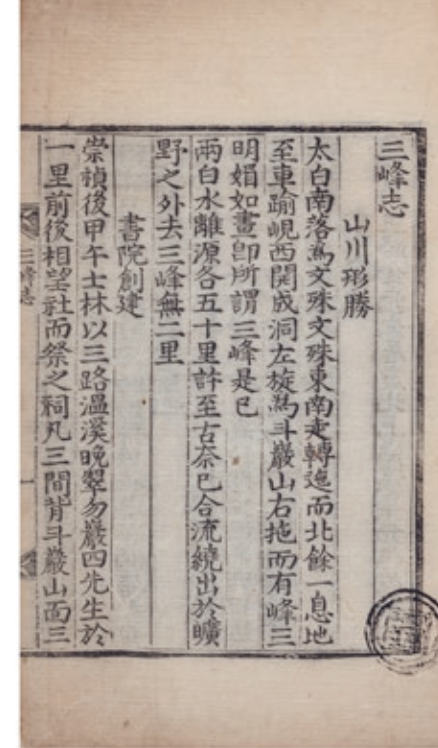 三峰志
山川形勝
太白南落爲文殊文殊東南走轉迤而北餘一息地
至車踰峴西開成洞左旋爲斗巖山右拖而有峰三
明媚如畫卽所謂三峰是已
兩白水離源各五十里許至古奈巳合流繞出於曠
野之外去三峰無二里
書院創建
崇禎後甲午士林以三路溫溪晩翠勿巖四先生於
一里前後相望社而祭之祠凡三間背斗巖山面三
三峰志
一